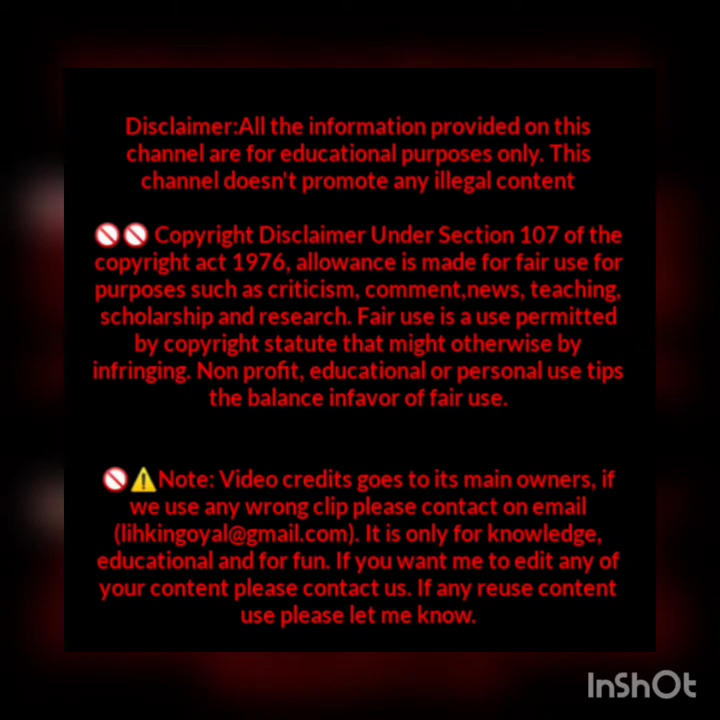 Disclaimer:All the information provided on this
channel are for educational purposes only. This
channel doesn't promote any illegal content
🚫🚫 Copyright Disclaimer Under Section 107 of the
copyright act 1976, allowance is made for fair use for
purposes such as criticism, comment,news, teaching,
scholarship and research. Fair use is a use permitted
by copyright statute that might otherwise by
infringing. Non profit, educational or personal use tips
the balance infavor of fair use.
🚫⚠️Note: Video credits goes to its main owners, if
we use any wrong clip please contact on email
(lihkingoyal@gmail.com). It is only for knowledge,
educational and for fun. If you want me to edit any of
your content please contact us. If any reuse content
use please let me know.
InShOt